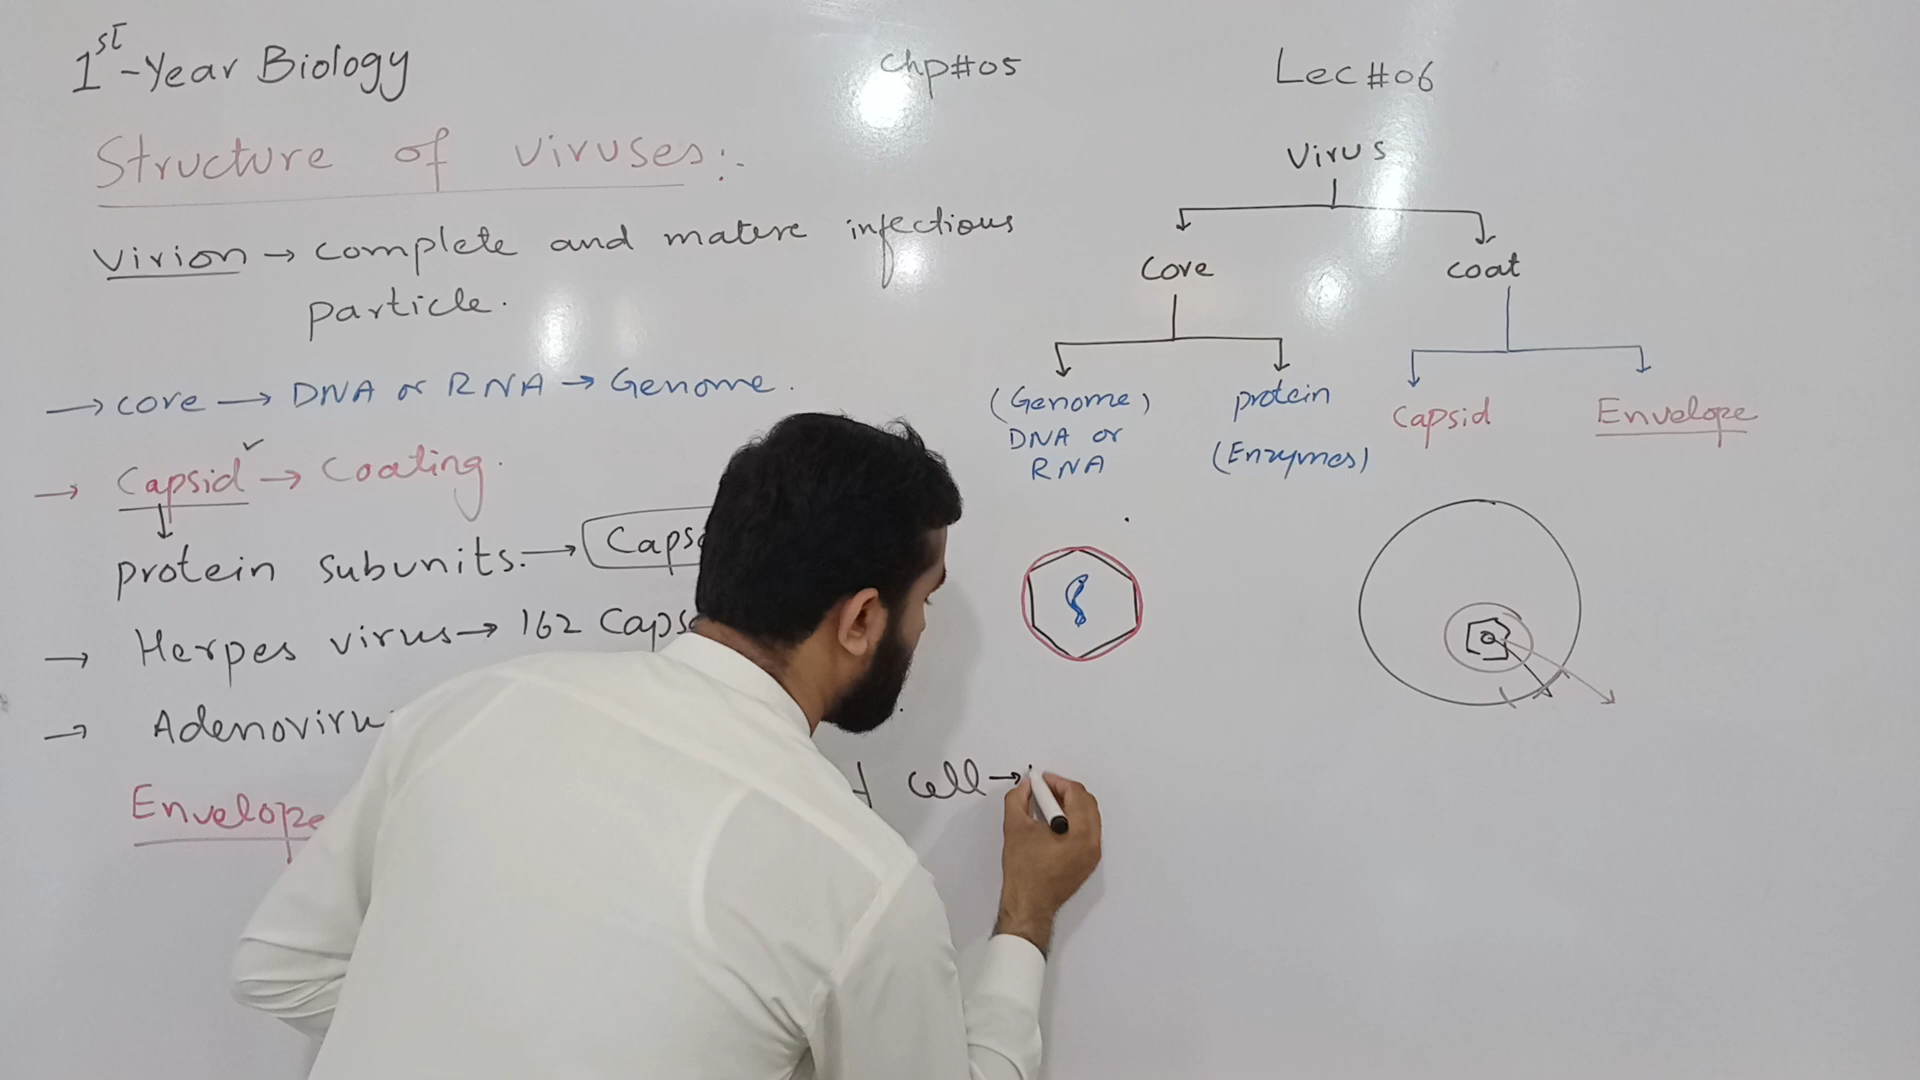 1st-Year Biology
Chp#05
Lec#06
Structure of viruses:-
Virion → complete and mature infectious
particle.
→ core → DNA or RNA → Genome.
→ Capsid → Coating.
protein subunits. →
→ Herpes virus → 162
→
Envelope
cell →
Virus
Core
coat
(Genome)
DNA or
RNA
protein
(Enzymes)
Capsid
Envelope